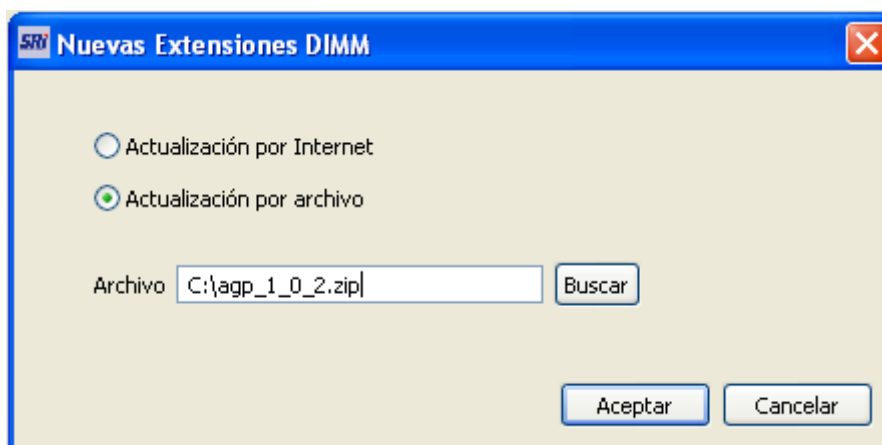 SRi Nuevas Extensiones DIMM
Actualización por Internet
Actualización por archivo
Archivo C:\agp_1_0_2.zip Buscar
Aceptar Cancelar